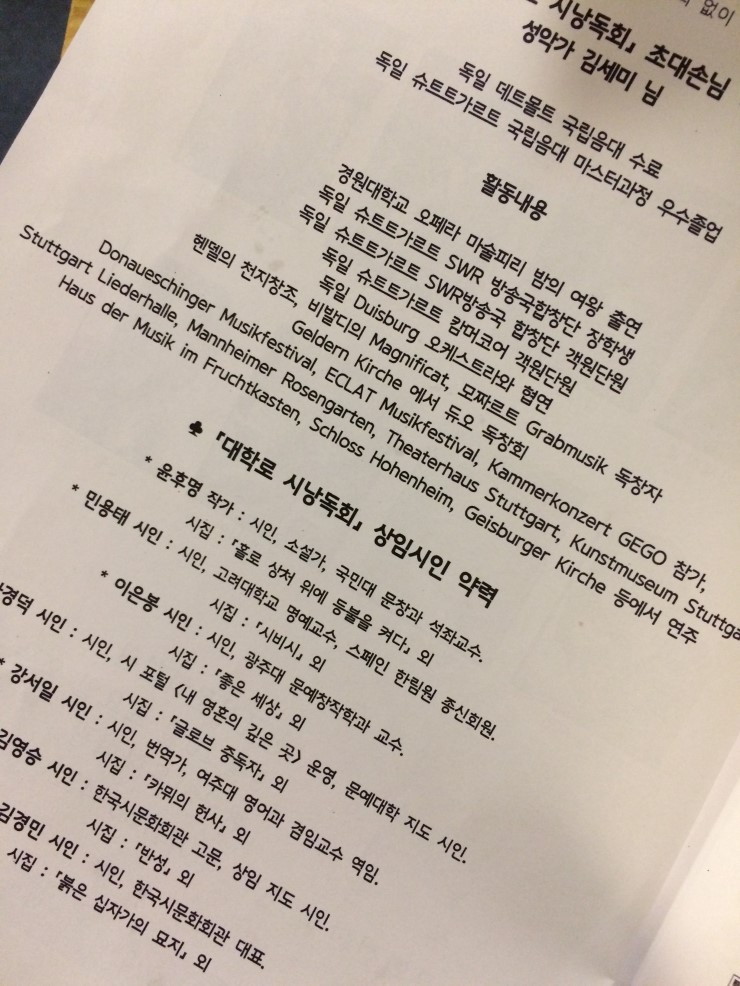 없이
시낭독회』 초대손님
성악가 김세미 님
독일 데트몰트 국립음대 수료
독일 슈트트가르트 국립음대 마스터과정 우수졸업
활동내용
경원대학교 오페라 마술피리 밤의 여왕 출연
독일 슈트트가르트 SWR 방송국합창단 장학생
독일 슈트트가르트 SWR방송국 합창단 객원단원
독일 슈트트가르트 캄머코어 객원단원
독일 Duisburg 오케스트라와 협연
헨델의 천지창조, 비발디의 Magnificat, 모짜르트 Grabmusik 독창자
Geldern Kirche 에서 듀오 독창회
Donaueschinger Musikfestival, ECLAT Musikfestival, Kammerkonzert GEGO 참가,
Stuttgart Liederhalle, Mannheimer Rosengarten, Theaterhaus Stuttgart, Kunstmuseum Stuttga
Haus der Musik im Fruchtkasten, Schloss Hohenheim, Geisburger Kirche 등에서 연주
♣ 『대학로 시낭독회』 상임시인 약력
* 윤후명 작가 : 시인, 소설가, 국민대 문창과 석좌교수.
시집 : 『홀로 상처 위에 등불을 켜다』 외
* 민용태 시인 : 시인, 고려대학교 명예교수, 스페인 한림원 종신회원.
시집 : 『시비시』 외
* 이은봉 시인 : 시인, 광주대 문예창작학과 교수.
시집 : 『좋은 세상』 외
경덕 시인 : 시인, 시 포털 <내 영혼의 깊은 곳> 운영, 문예대학 지도 시인.
시집 : 『글로브 중독자』 외
* 강서일 시인 : 시인, 번역가, 여주대 영어과 겸임교수 역임.
시집 : 『카뮈의 헌사』 외
김영승 시인 : 한국시문화회관 고문, 상임 지도 시인.
시집 : 『반성』 외
김경민 시인 : 시인, 한국시문화회관 대표.
시집 : 『붉은 십자가의 묘지』 외